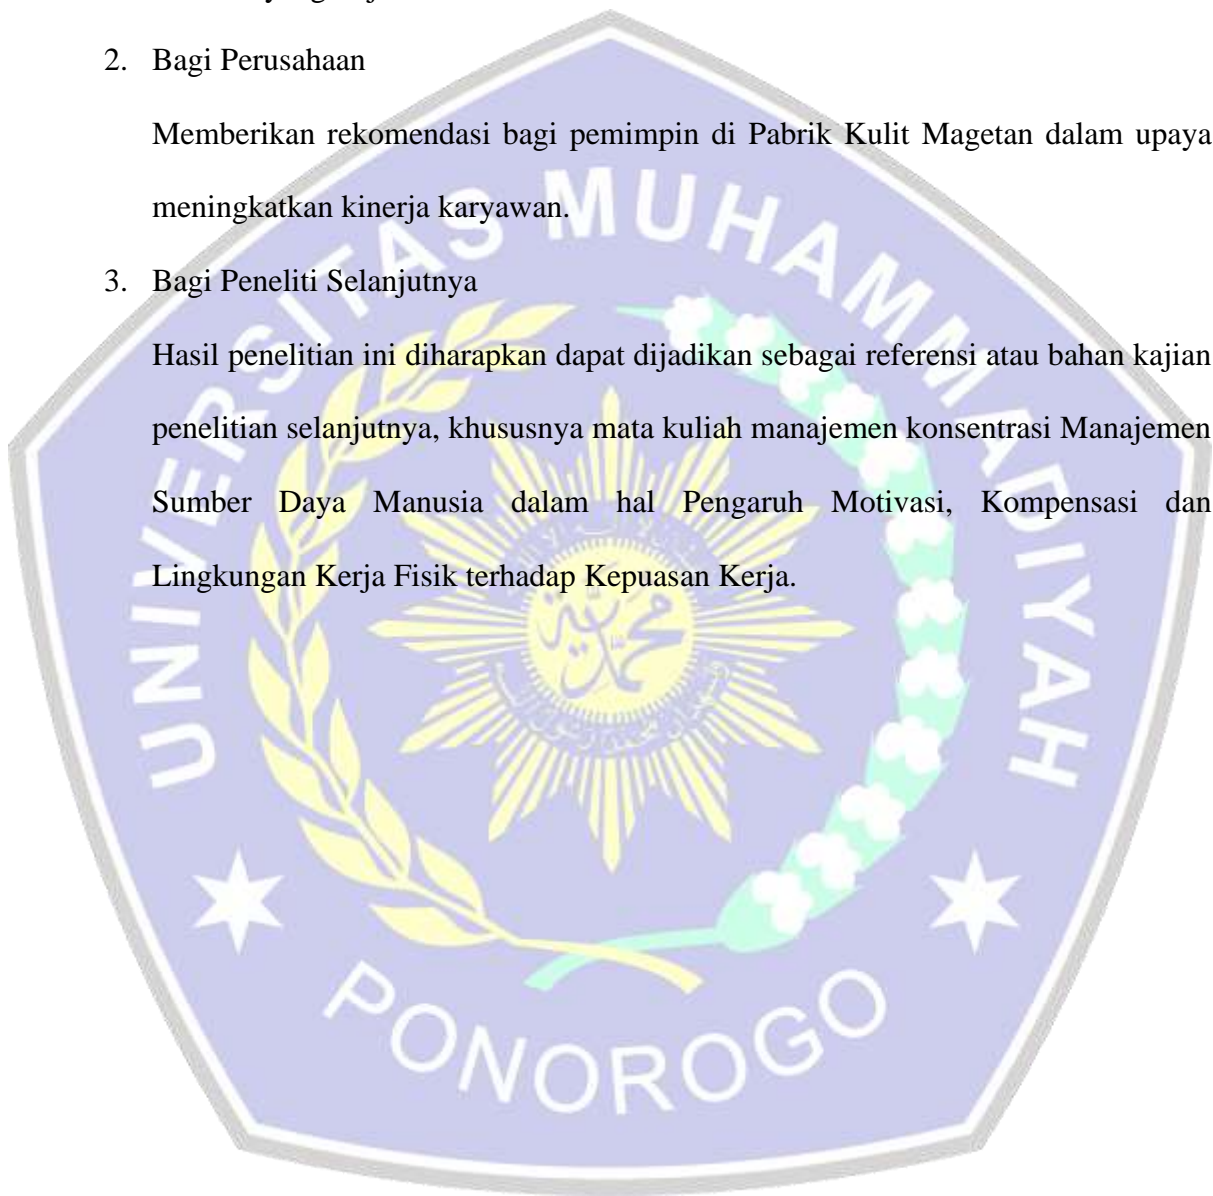 2. Bagi Perusahaan
Memberikan rekomendasi bagi pemimpin di Pabrik Kulit Magetan dalam upaya
meningkatkan kinerja karyawan.
3. Bagi Peneliti Selanjutnya
Hasil penelitian ini diharapkan dapat dijadikan sebagai referensi atau bahan kajian
penelitian selanjutnya, khususnya mata kuliah manajemen konsentrasi Manajemen
Sumber Daya Manusia dalam hal Pengaruh Motivasi, Kompensasi dan
Lingkungan Kerja Fisik terhadap Kepuasan Kerja.
UNIVERSITAS MUHAMMADIYAH
PONOROGO
محمدية